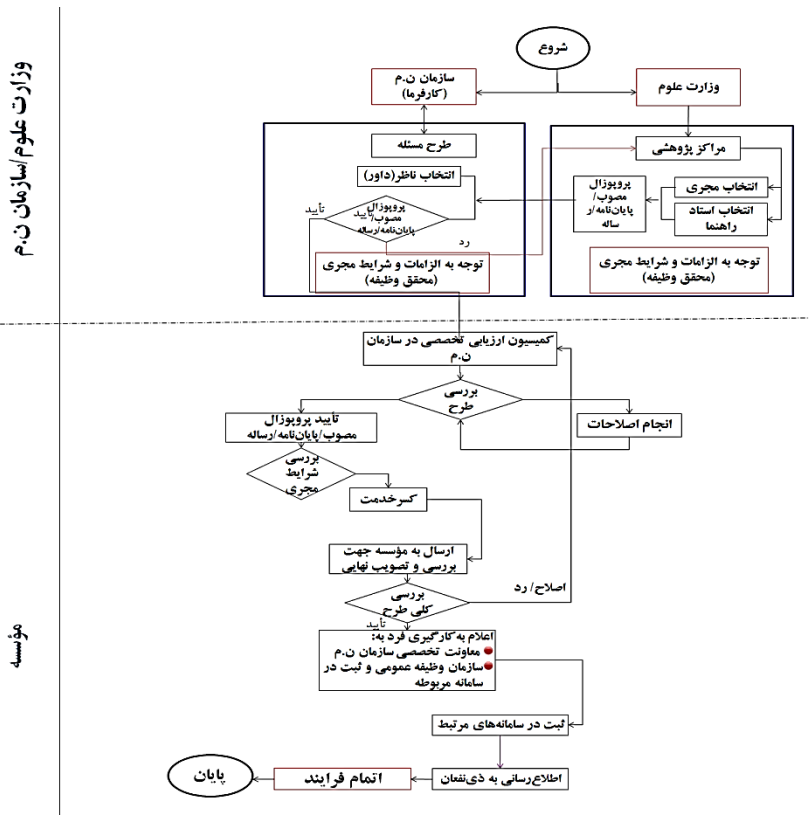 وزارت علوم/سازمان ن.م
شروع
وزارت علوم
سازمان ن.م
(کارفرما)
مراکز پژوهشی
انتخاب مجری
انتخاب استاد
راهنما
پروپوزال
مصوب/
پایان‌نامه/ر
ساله
توجه به الزامات و شرایط مجری
(محقق وظیفه)
طرح مسئله
انتخاب ناظر(داور)
پروپوزال
مصوب/
پایان‌نامه/رساله
تأیید
تأیید
رد
توجه به الزامات و شرایط مجری
(محقق وظیفه)
مؤسسه
کمیسیون ارزیابی تخصصی در سازمان
ن.م
بررسی
طرح
انجام اصلاحات
تأیید پروپوزال
مصوب/پایان‌نامه/رساله
بررسی
شرایط
مجری
کسرخدمت
ارسال به مؤسسه جهت
بررسی و تصویب نهایی
بررسی
کلی طرح
اصلاح/ رد
تأیید
اعلام به کارگیری فرد به:
معاونت تخصصی سازمان ن.م
سازمان وظیفه عمومی و ثبت در
سامانه مربوطه
ثبت در سامانه‌های مرتبط
اطلاع‌رسانی به ذی‌نفعان
اتمام فرایند
پایان